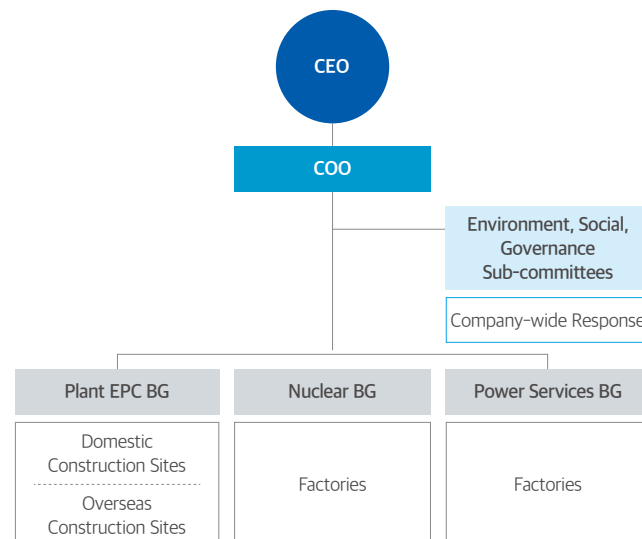 CEO
COO
Environment, Social,
Governance
Sub-committees
Company-wide Response
Plant EPC BG
Nuclear BG
Power Services BG
Domestic
Construction Sites
Overseas
Construction Sites
Factories
Factories